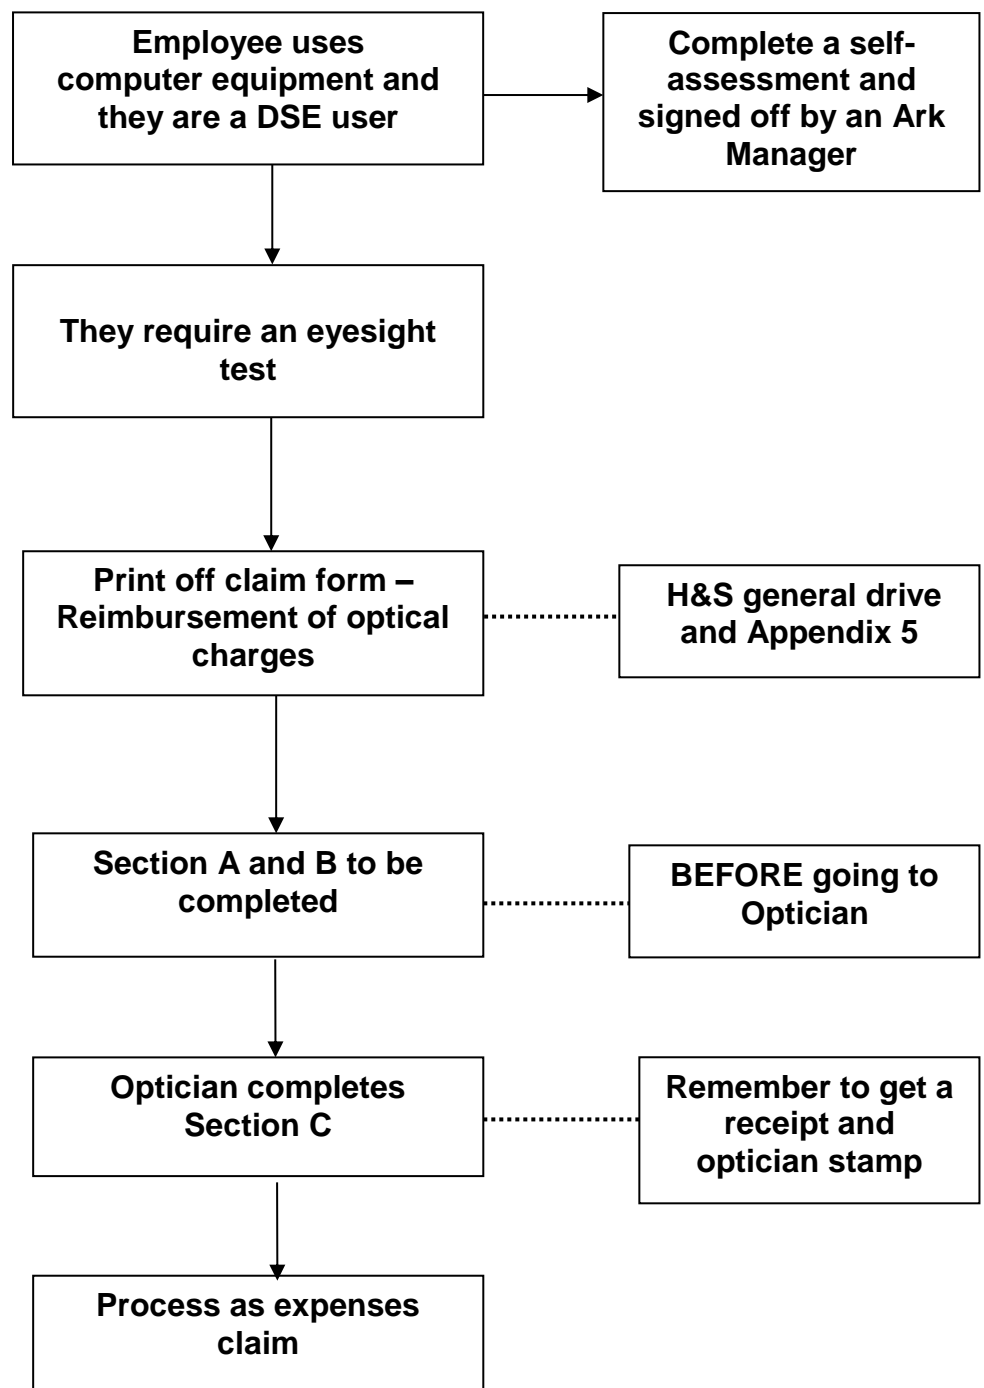 Employee uses
computer equipment and
they are a DSE user
Complete a self-
assessment and
signed off by an Ark
Manager
They require an eyesight
test
Print off claim form –
Reimbursement of optical
charges
H&S general drive
and Appendix 5
Section A and B to be
completed
BEFORE going to
Optician
Optician completes
Section C
Remember to get a
receipt and
optician stamp
Process as expenses
claim